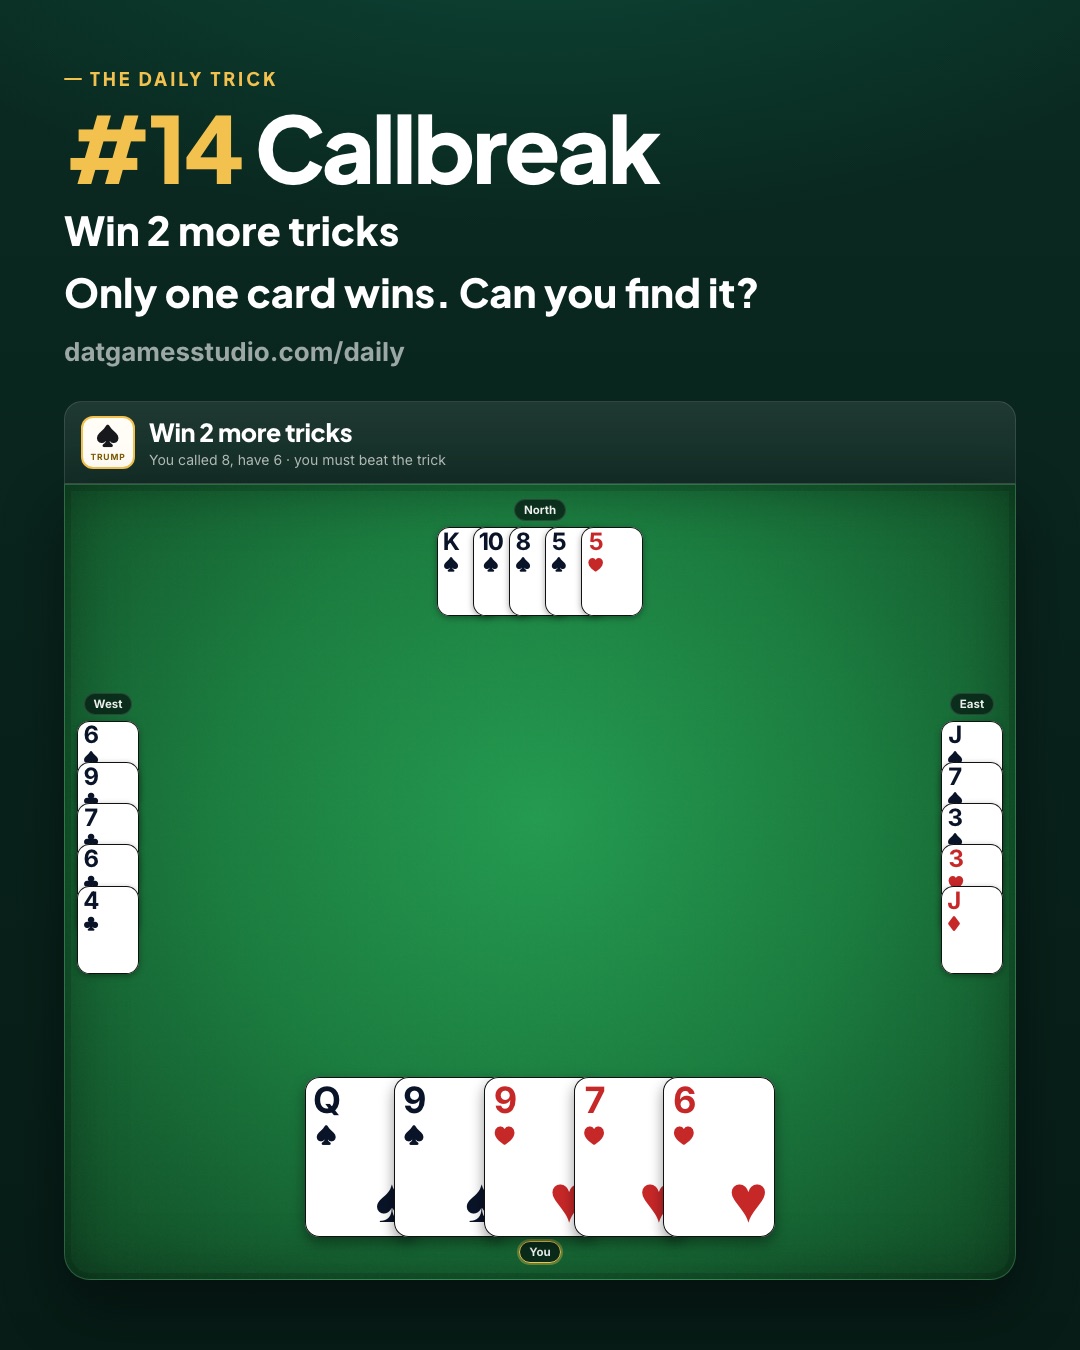 — THE DAILY TRICK
#14 Callbreak
Win 2 more tricks
Only one card wins. Can you find it?
datgamesstudio.com/daily
TRUMP
Win 2 more tricks
You called 8, have 6 · you must beat the trick
North
K 10 8 5 5
West
6
9
7
6
4
East
J
7
3
3
J
Q 9 9 7 6
You